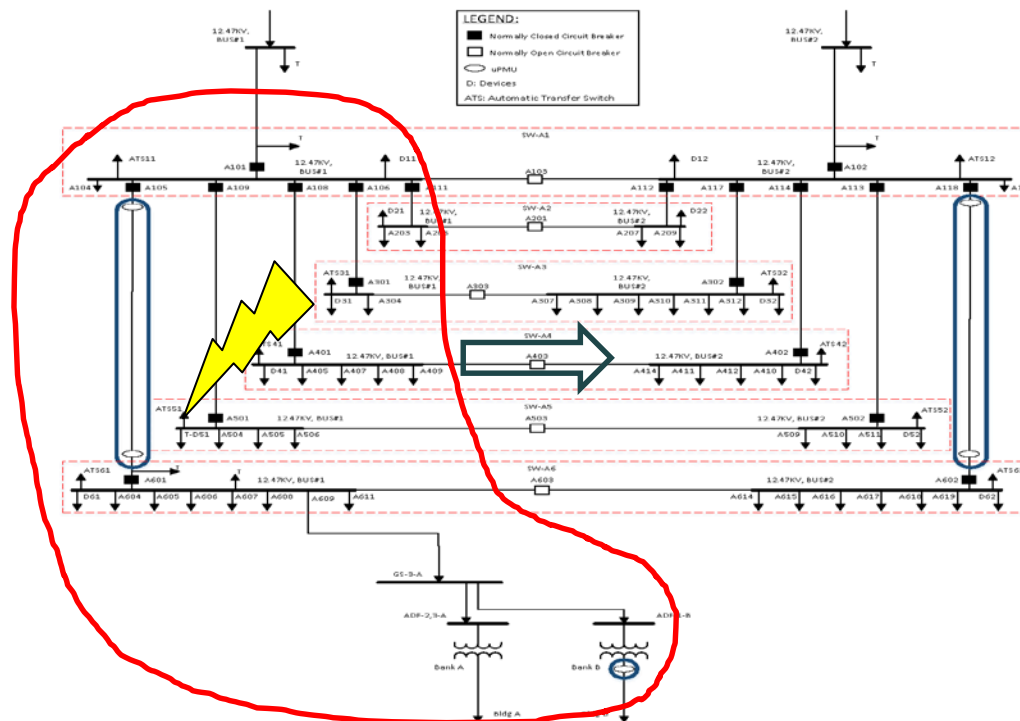 LEGEND:
Normally Closed Circuit Breaker
Normally Open Circuit Breaker
uPMU
D: Devices
ATS: Automatic Transfer Switch
12.47KV,
BUS#1
T
12.47KV,
BUS#2
T
SW-A1
T
T
ATS11
A101
12.47KV,
BUS#1
D11
A103
D12
12.47KV,
BUS#2
A102
ATS12
A104
A105
A109
A108
A106
A111
A112
A117
A114
A113
A118
SW-A2
D21
12.47KV,
BUS#1
A201
12.47KV,
BUS#2
D22
A203
A207
A209
SW-A3
ATS31
A301
12.47KV,
BUS#1
A303
12.47KV,
BUS#2
A302
ATS32
D31
A304
A307
A308
A309
A310
A311
A312
D32
SW-A4
ATS41
A401
12.47KV, BUS#1
A403
12.47KV, BUS#2
A402
ATS42
D41
A405
A407
A408
A409
A414
A411
A412
A410
D42
SW-A5
ATS51
A501
12.47KV, BUS#1
A503
12.47KV, BUS#2
A502
ATS52
T-D51
A504
A505
A506
A509
A510
A511
D52
SW-A6
ATS61
T
A601
12.47KV, BUS#1
A603
12.47KV, BUS#2
A602
D61
A604
A605
A606
A607
A609
A611
A614
A615
A616
A617
A618
A619
D62
GS-3-A
ADF-2,3-A
Bank A
Bank B
Bldg A